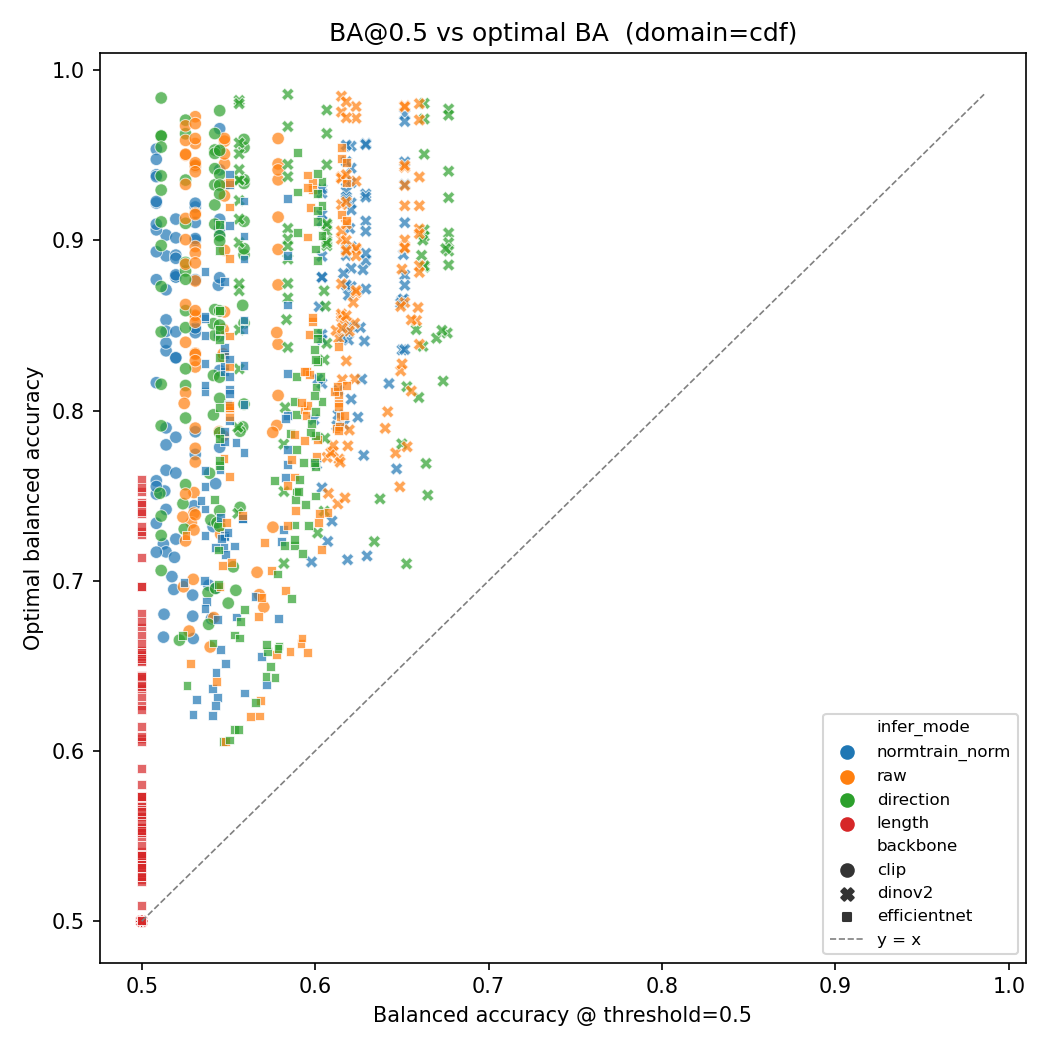 BA@0.5 vs optimal BA (domain=cdf)
Optimal balanced accuracy
1.0
0.9
0.8
0.7
0.6
0.5
infer_mode
normtrain_norm
raw
direction
length
backbone
clip
dinov2
efficientnet
y = x
0.5 0.6 0.7 0.8 0.9 1.0
Balanced accuracy @ threshold=0.5